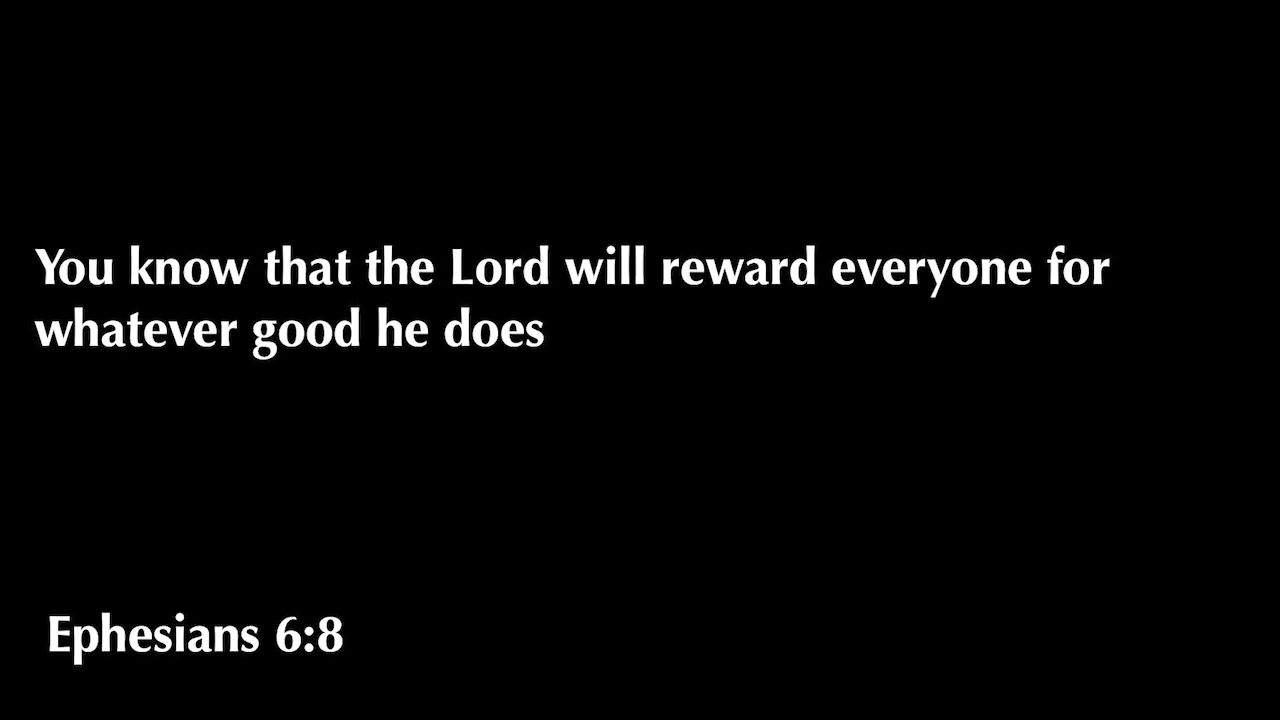 You know that the Lord will reward everyone for
whatever good he does
Ephesians 6:8